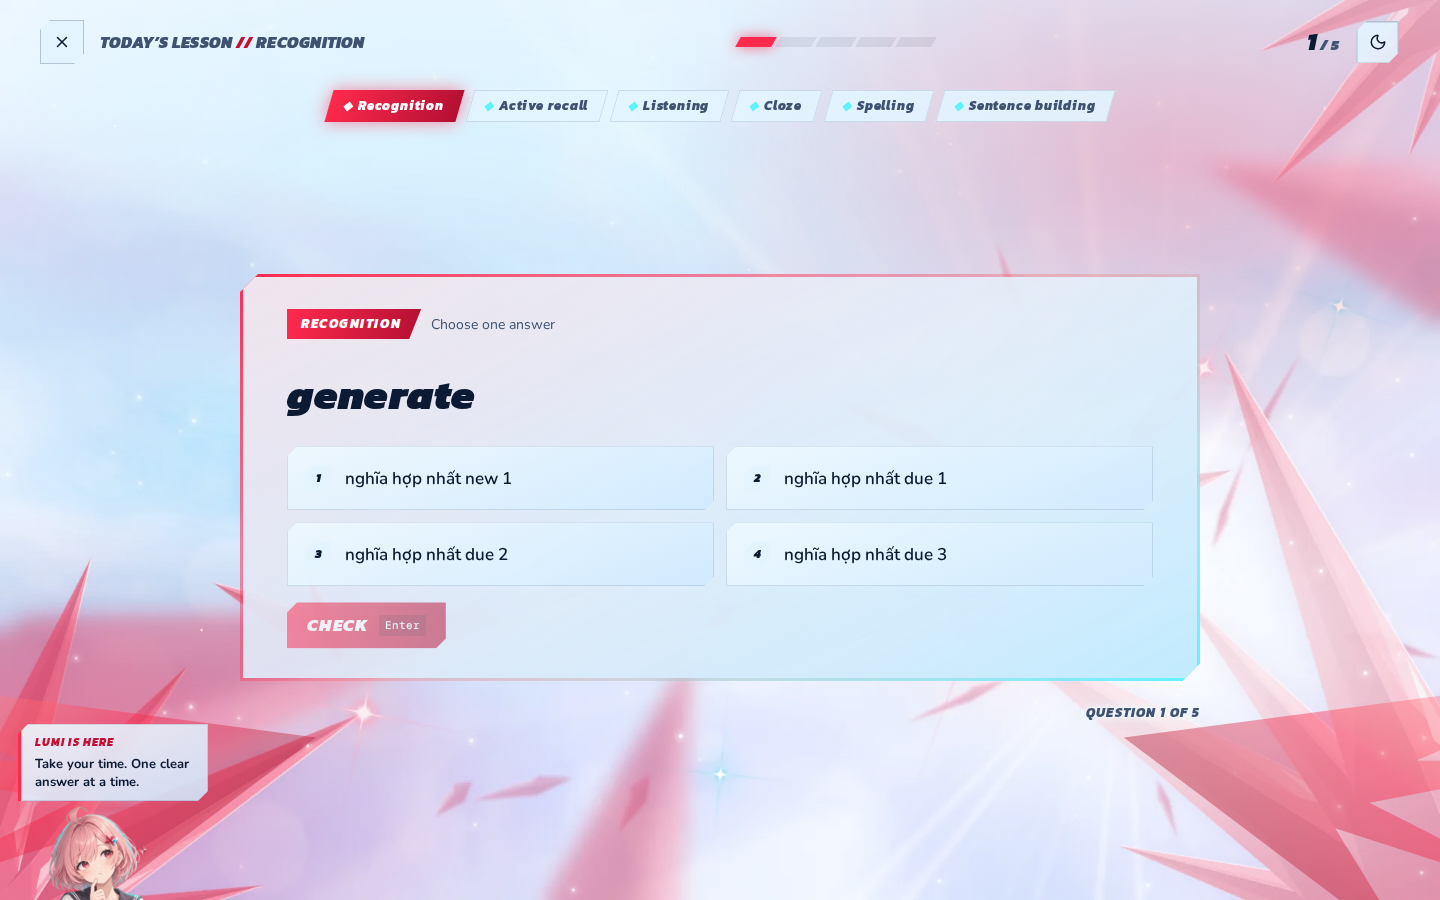 TODAY'S LESSON // RECOGNITION
1 / 5
Recognition
Active recall
Listening
Cloze
Spelling
Sentence building
RECOGNITION
Choose one answer
generate
1 nghĩa hợp nhất new 1
2 nghĩa hợp nhất due 1
3 nghĩa hợp nhất due 2
4 nghĩa hợp nhất due 3
CHECK Enter
QUESTION 1 OF 5
LUMI IS HERE
Take your time. One clear
answer at a time.